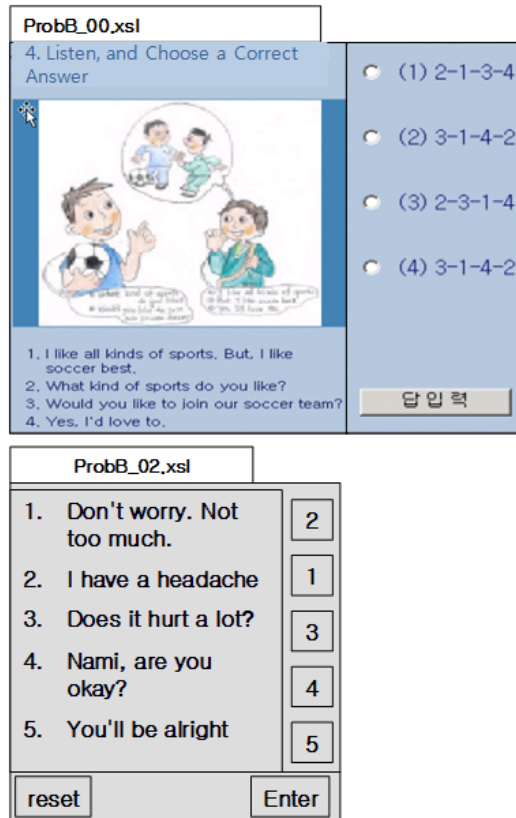 ProbB_00.xsl
4. Listen, and Choose a Correct
Answer
1. I like all kinds of sports. But, I like
soccer best.
2. What kind of sports do you like?
3. Would you like to join our soccer team?
4. Yes, I'd love to.
(1) 2-1-3-4
(2) 3-1-4-2
(3) 2-3-1-4
(4) 3-1-4-2
답 입 력
ProbB_02.xsl
1. Don't worry. Not
too much.
2. I have a headache
3. Does it hurt a lot?
4. Nami, are you
okay?
5. You'll be alright
2
1
3
4
5
reset
Enter